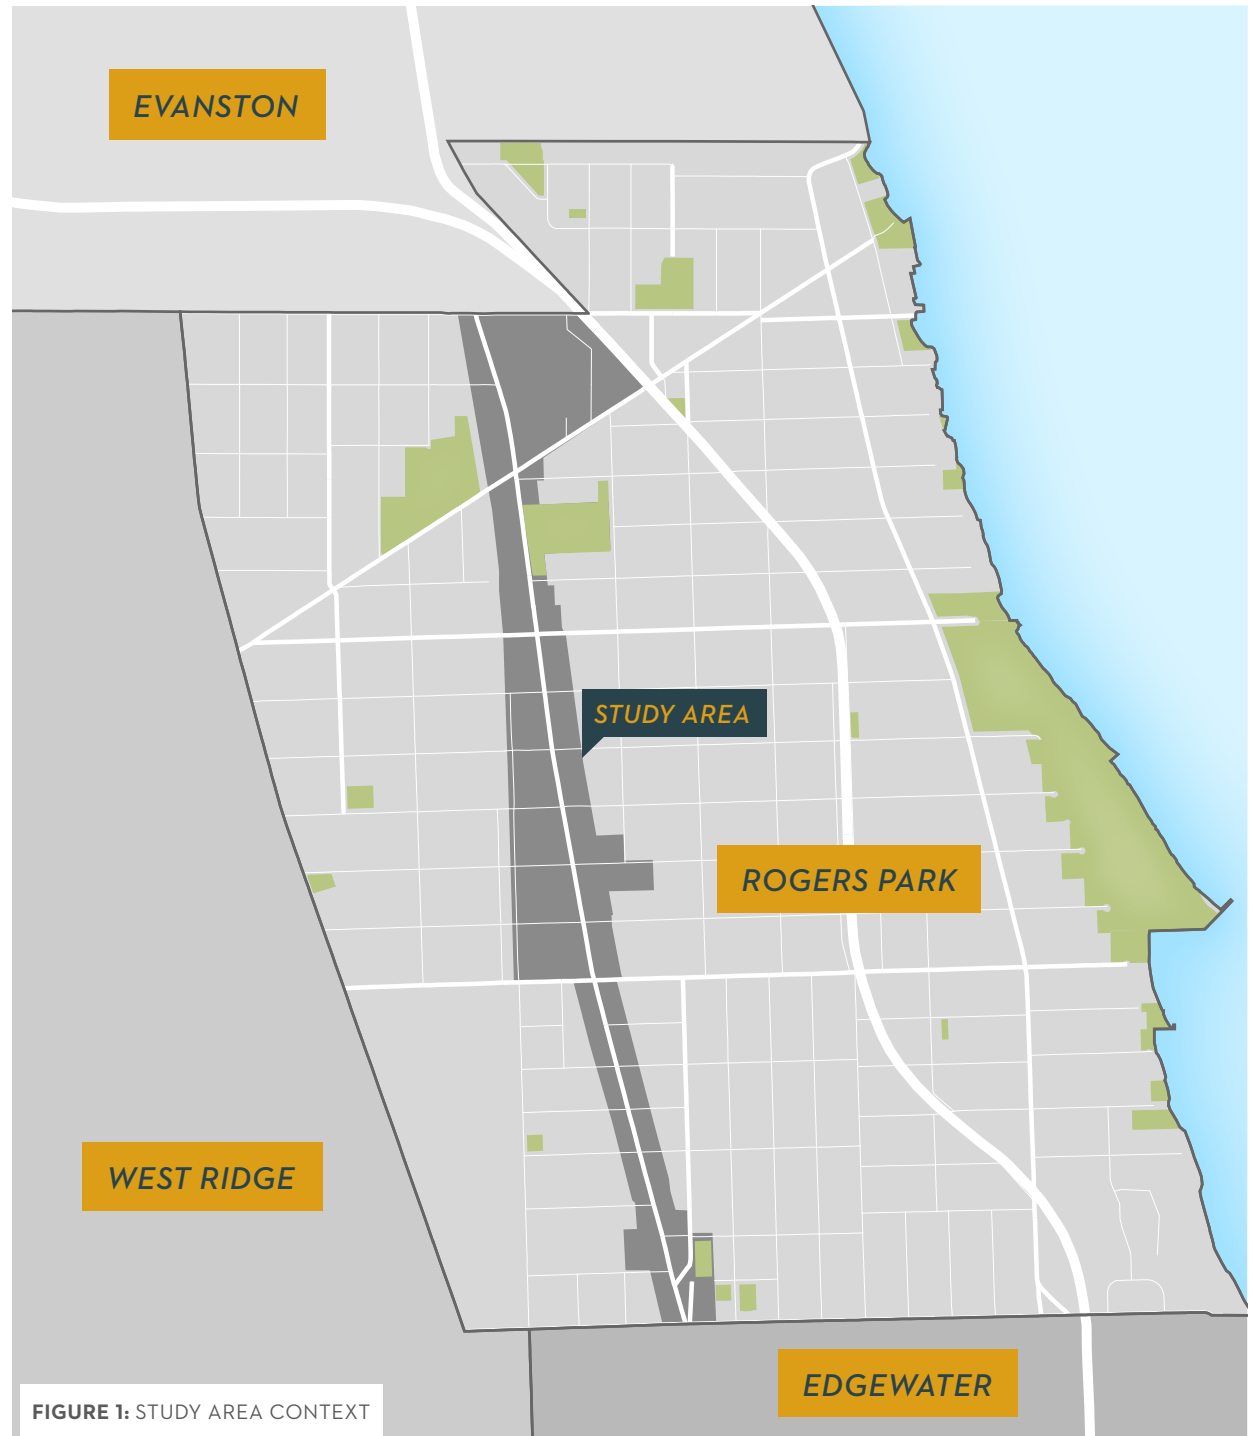 EVANSTON
STUDY AREA
ROGERS PARK
WEST RIDGE
EDGEWATER
FIGURE 1: STUDY AREA CONTEXT